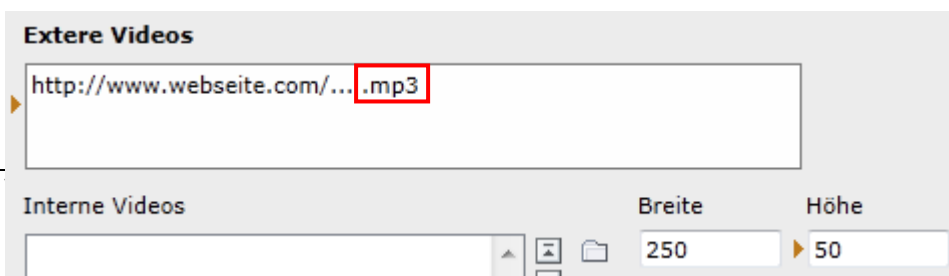 Extere Videos
http://www.webseite.com/... .mp3
Interne Videos Breite Höhe
250 50